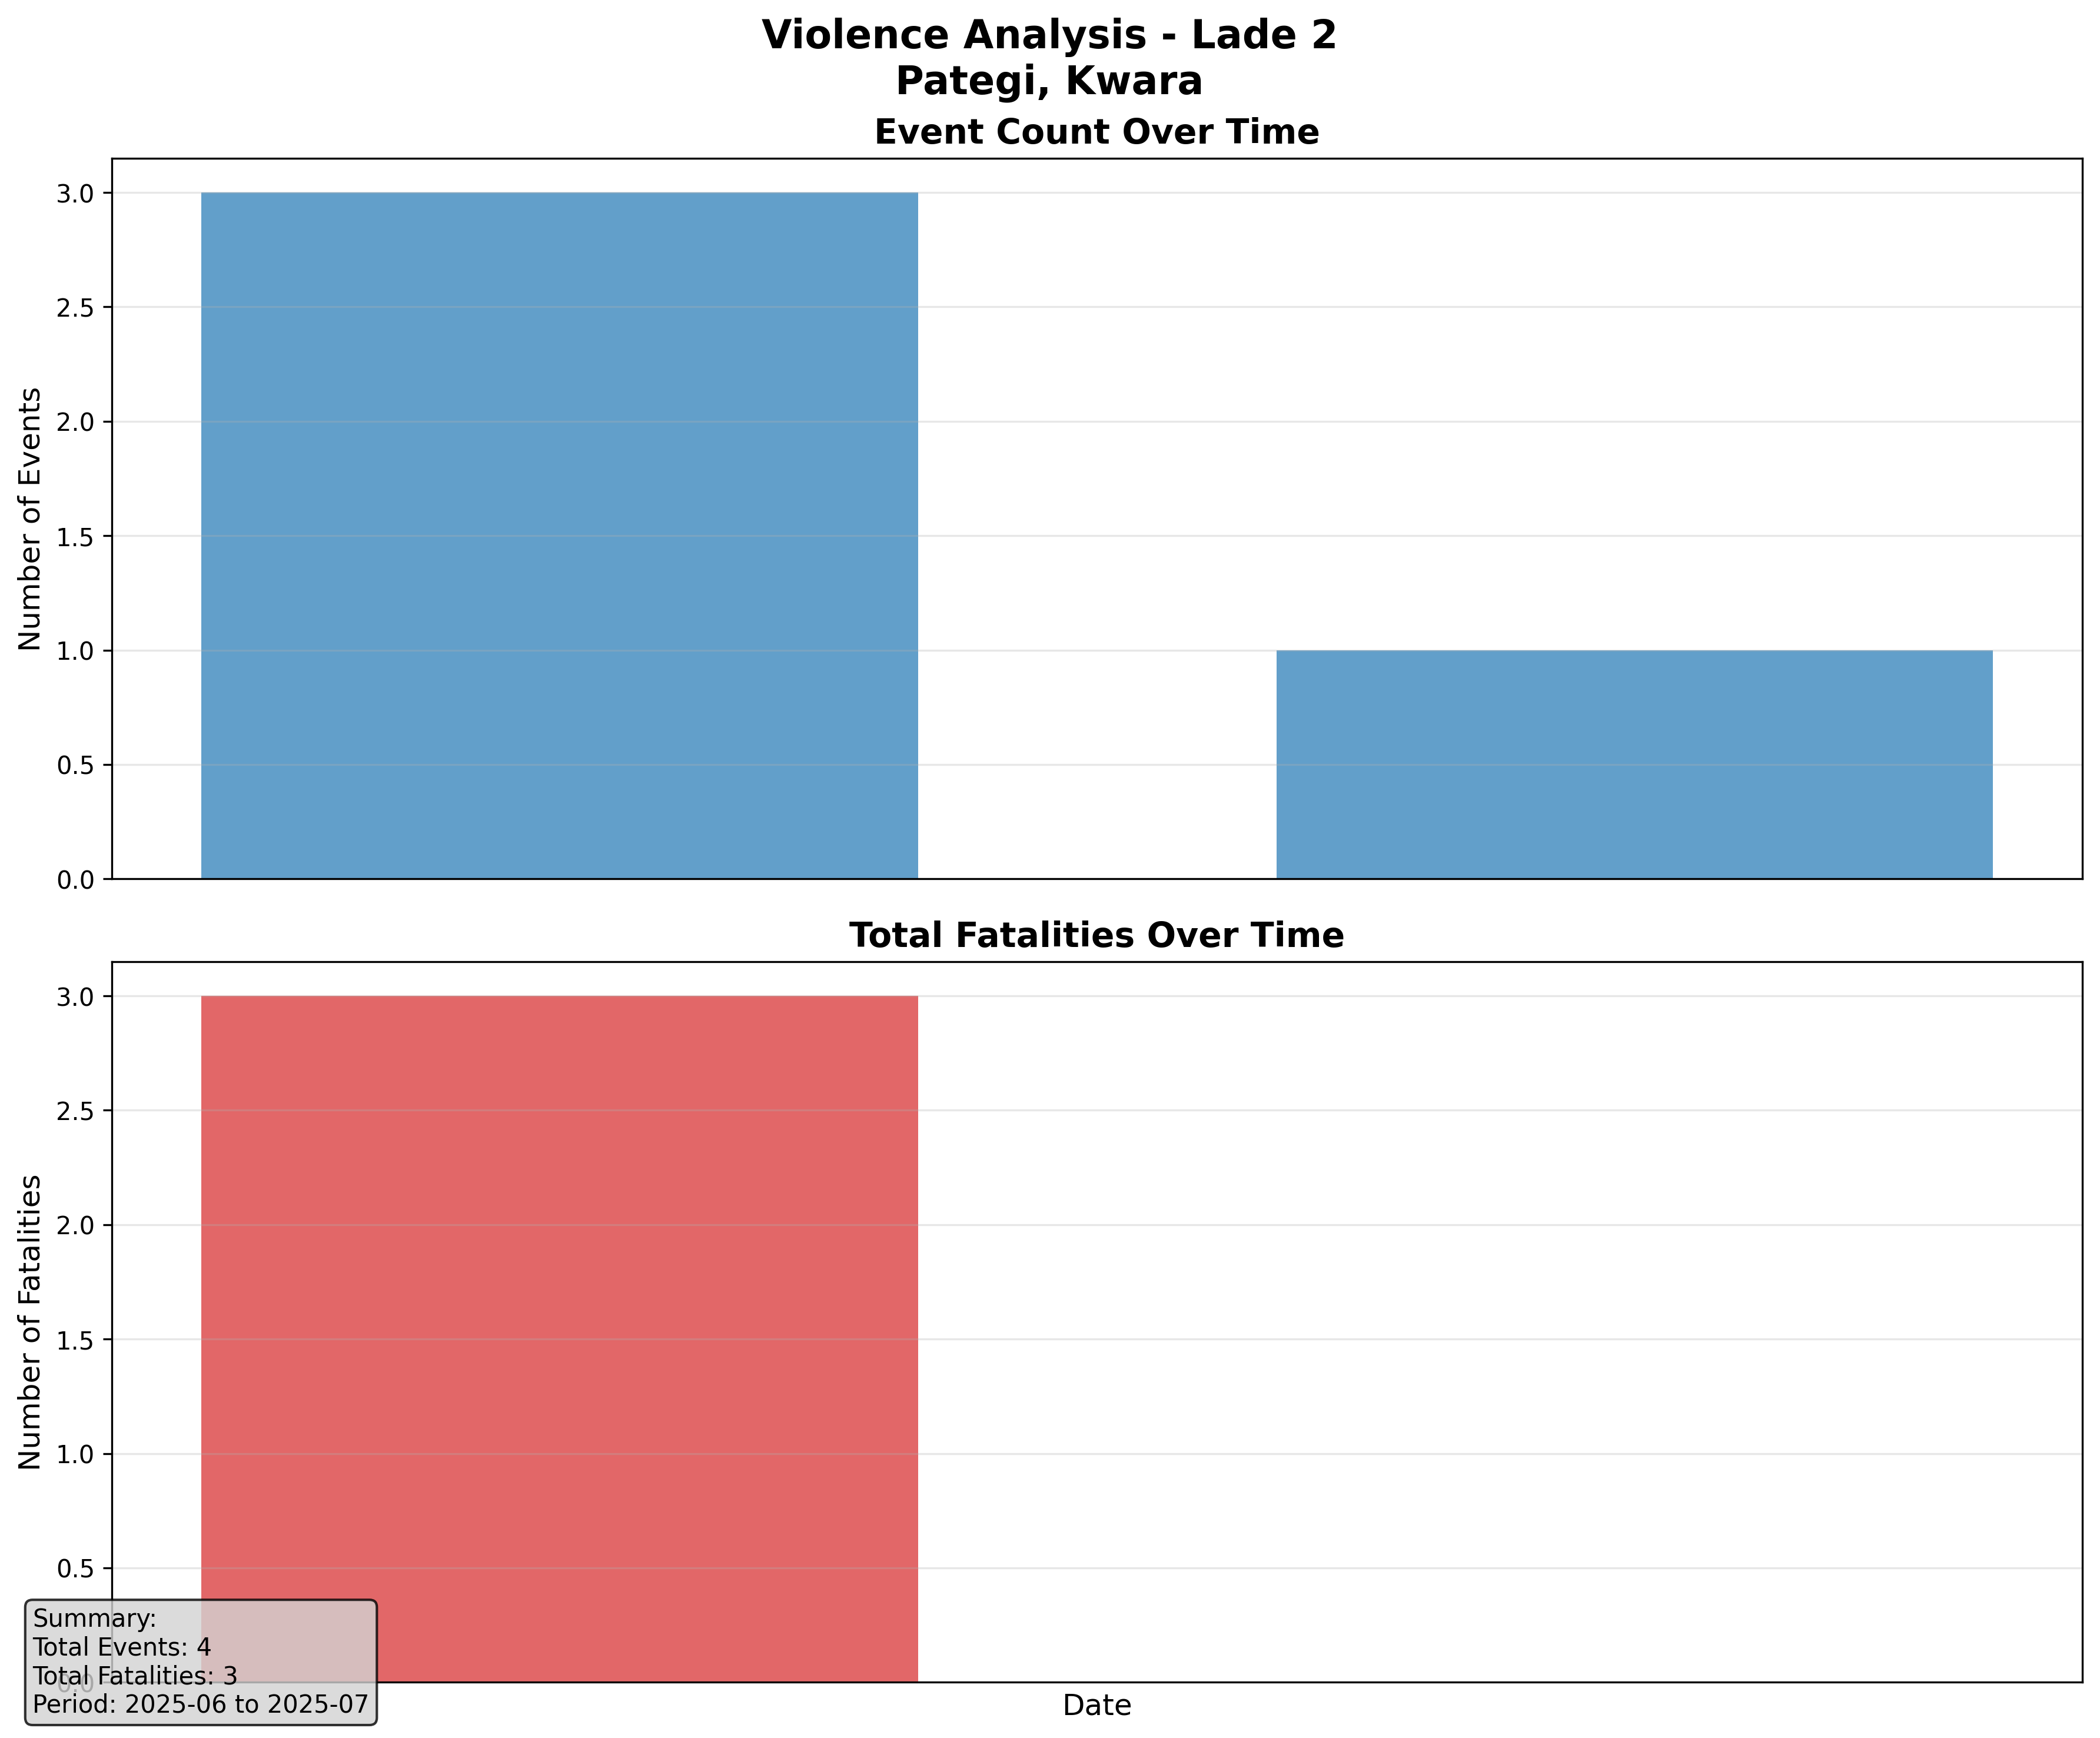 Violence Analysis - Lade 2
Pategi, Kwara
Event Count Over Time
3.0
2.5
2.0
1.5
1.0
0.5
0.0
Number of Events
Total Fatalities Over Time
3.0
2.5
2.0
1.5
1.0
0.5
0.0
Number of Fatalities
Date
Summary:
Total Events: 4
Total Fatalities: 3
Period: 2025-06 to 2025-07